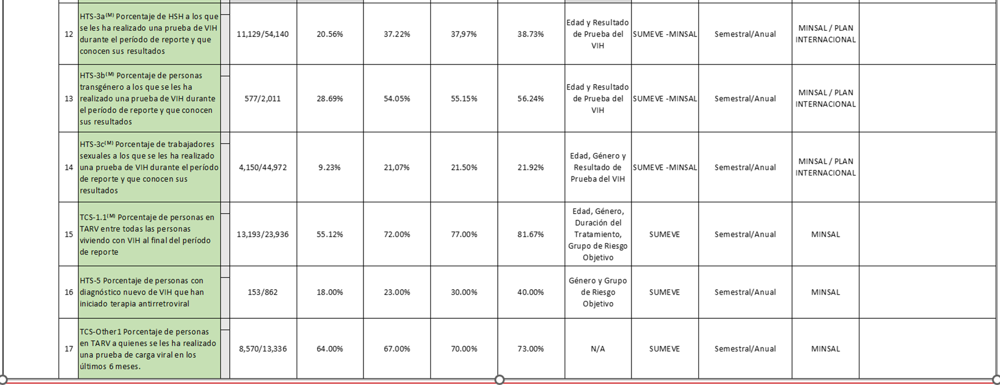 12
HTS-3a(M) Porcentaje de HSH a los que
se les ha realizado una prueba de VIH
durante el período de reporte y que
conocen sus resultados
11,129/54,140
20.56%
37.22%
37,97%
38.73%
Edad y Resultado
de Prueba del
VIH
SUMEVE -MINSAL
Semestral/Anual
MINSAL / PLAN
INTERNACIONAL
13
HTS-3b(M) Porcentaje de personas
transgénero a los que se les ha
realizado una prueba de VIH durante
el período de reporte y que conocen
sus resultados
577/2,011
28.69%
54.05%
55.15%
56.24%
Edad y Resultado
de Prueba del
VIH
SUMEVE -MINSAL
Semestral/Anual
MINSAL / PLAN
INTERNACIONAL
14
HTS-3c(M) Porcentaje de trabajadores
sexuales a los que se les ha realizado
una prueba de VIH durante el período
de reporte y que conocen sus
resultados
4,150/44,972
9.23%
21,07%
21.50%
21.92%
Edad, Género y
Resultado de
Prueba del VIH
SUMEVE -MINSAL
Semestral/Anual
MINSAL / PLAN
INTERNACIONAL
15
TCS-1.1(M) Porcentaje de personas en
TARV entre todas las personas
viviendo con VIH al final del período
de reporte
13,193/23,936
55.12%
72.00%
77.00%
81.67%
Edad, Género,
Duración del
Tratamiento,
Grupo de Riesgo
Objetivo
SUMEVE
Semestral/Anual
MINSAL
16
HTS-5 Porcentaje de personas con
diagnóstico nuevo de VIH que han
iniciado terapia antirretroviral
153/862
18.00%
23.00%
30.00%
40.00%
Género y Grupo
de Riesgo
Objetivo
SUMEVE
Semestral/Anual
MINSAL
17
TCS-Other1 Porcentaje de personas
en TARV a quienes se les ha realizado
una prueba de carga viral en los
últimos 6 meses.
8,570/13,336
64.00%
67.00%
70.00%
73.00%
N/A
SUMEVE
Semestral/Anual
MINSAL